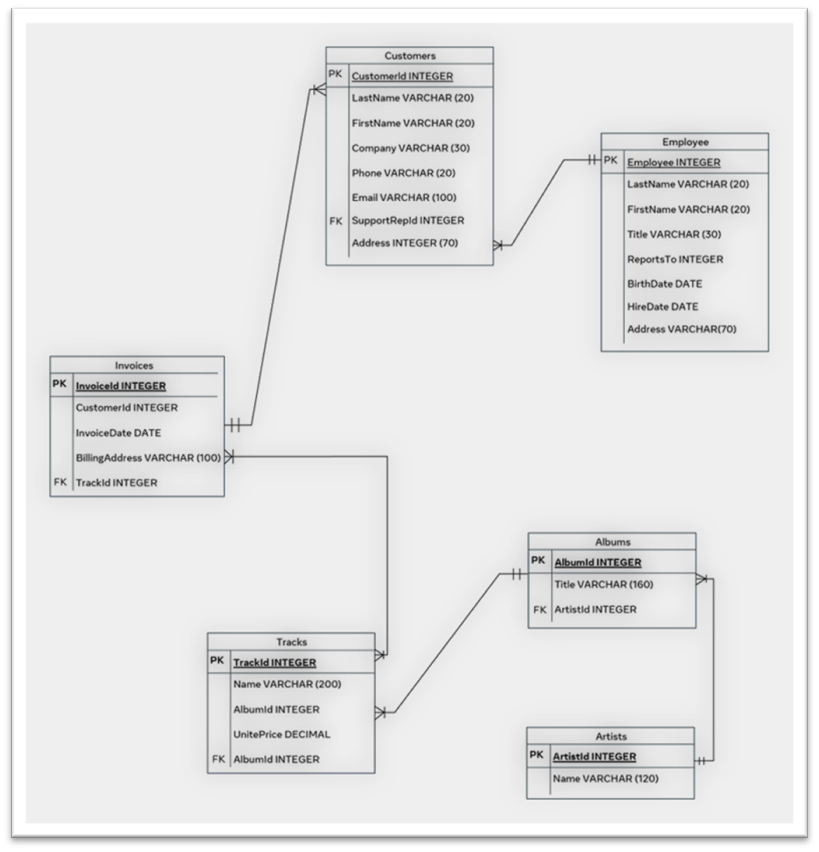 Customers
PK CustomerId INTEGER
LastName VARCHAR (20)
FirstName VARCHAR (20)
Company VARCHAR (30)
Phone VARCHAR (20)
Email VARCHAR (100)
FK SupportRepId INTEGER
Address INTEGER (70)
Employee
PK Employee INTEGER
LastName VARCHAR (20)
FirstName VARCHAR (20)
Title VARCHAR (30)
ReportsTo INTEGER
BirthDate DATE
HireDate DATE
Address VARCHAR(70)
Invoices
PK InvoiceId INTEGER
CustomerId INTEGER
InvoiceDate DATE
BillingAddress VARCHAR (100)
FK TrackId INTEGER
Albums
PK AlbumId INTEGER
Title VARCHAR (160)
FK ArtistId INTEGER
Tracks
PK TrackId INTEGER
Name VARCHAR (200)
AlbumId INTEGER
UnitePrice DECIMAL
FK AlbumId INTEGER
Artists
PK ArtistId INTEGER
Name VARCHAR (120)